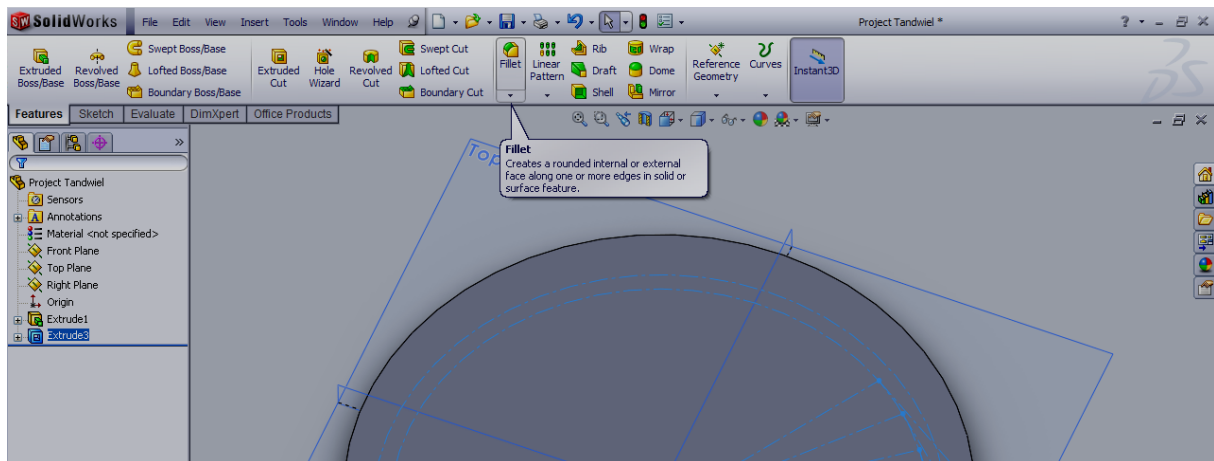 SolidWorks File Edit View Insert Tools Window Help Project Tandwiel *
Swept Boss/Base Swept Cut Rib Wrap
Extruded Boss/Base Revolved Boss/Base Lofted Boss/Base Extruded Cut Hole Wizard Revolved Cut Lofted Cut Fillet Linear Pattern Draft Dome Reference Geometry Curves Instant3D
Boundary Boss/Base Boundary Cut Shell Mirror
Features Sketch Evaluate DimXpert Office Products
Top
Fillet
Creates a rounded internal or external
face along one or more edges in solid or
surface feature.
Project Tandwiel
Sensors
Annotations
Material <not specified>
Front Plane
Top Plane
Right Plane
Origin
Extrude1
Extrude3